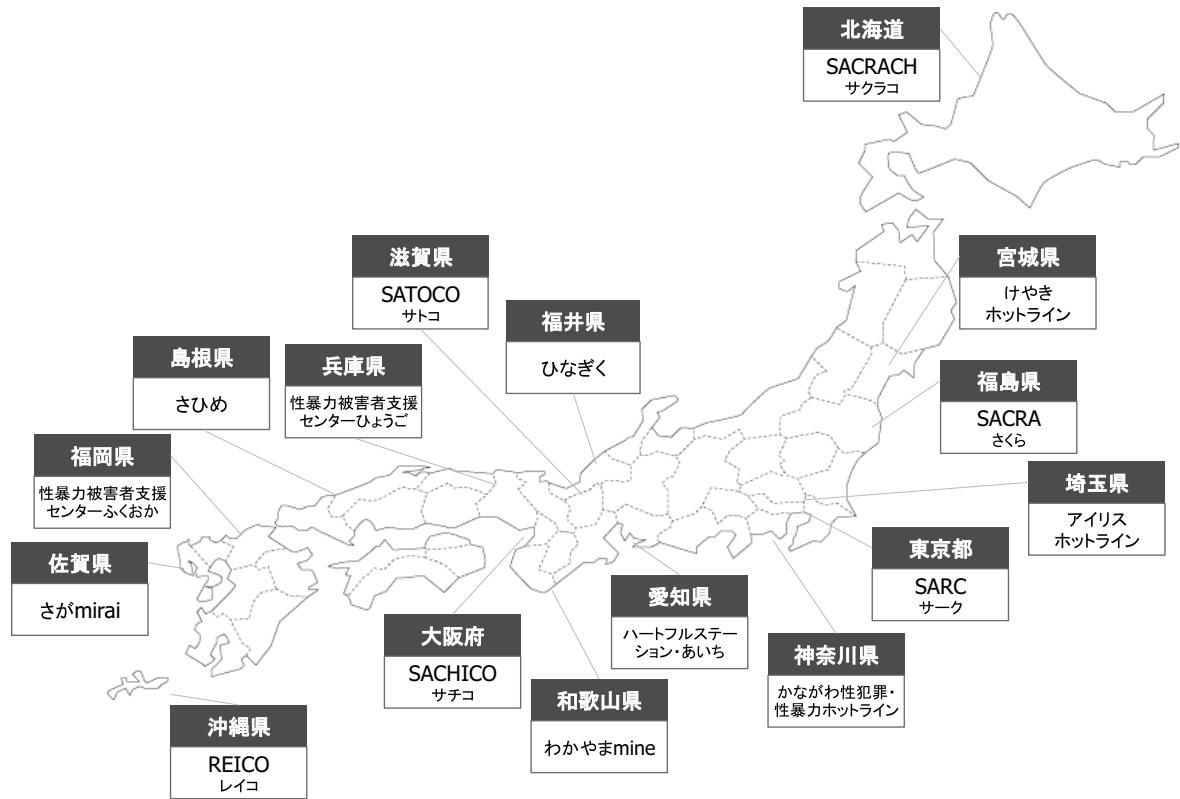 北海道
SACRACH
サクラコ
宮城県
けやき
ホットライン
滋賀県
SATOCO
サトコ
福井県
ひなぎく
島根県
さひめ
兵庫県
性暴力被害者支援
センターひょうご
福島県
SACRA
さくら
福岡県
性暴力被害者支援
センターふくおか
埼玉県
アイリス
ホットライン
佐賀県
さがmirai
東京都
SARC
サーク
愛知県
ハートフルステー
ション・あいち
大阪府
SACHICO
サチコ
神奈川県
かながわ性犯罪・
性暴力ホットライン
和歌山県
わかやまmine
沖縄県
REICO
レイコ